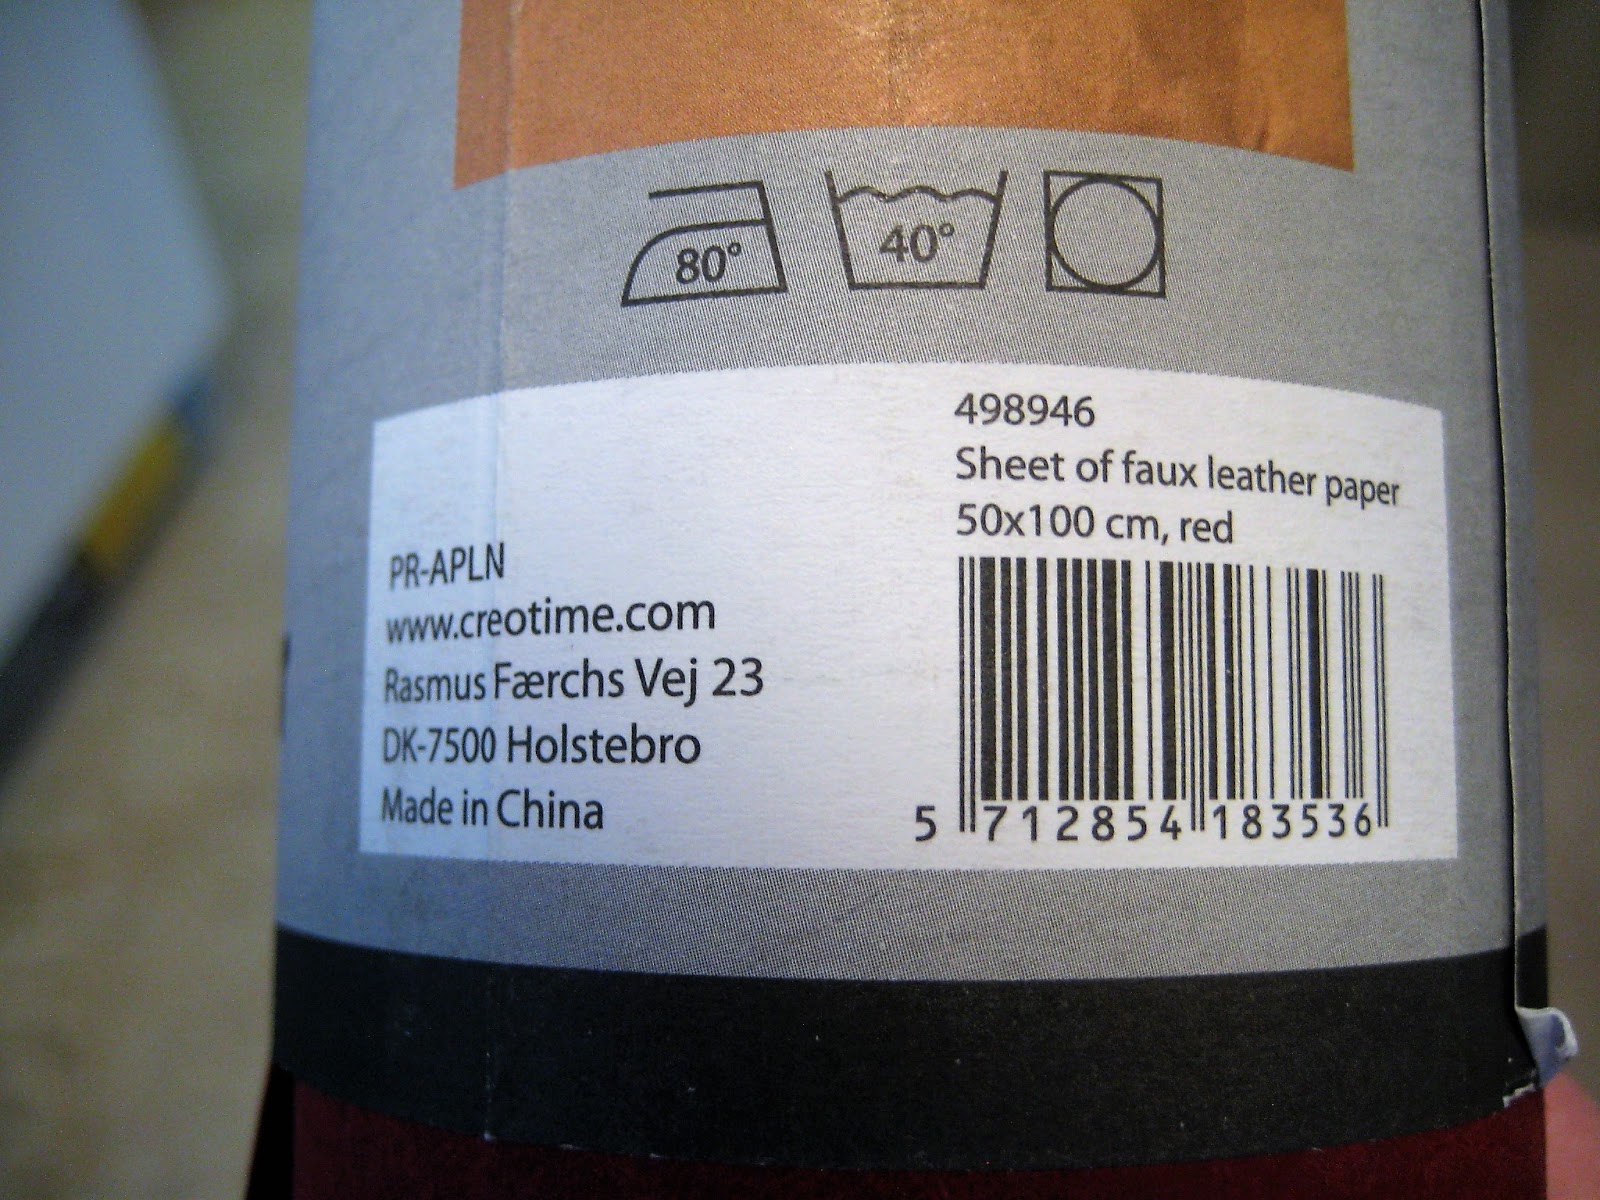 80°
40°
498946
Sheet of faux leather paper
50x100 cm, red
PR-APLN
www.creotime.com
Rasmus Færchs Vej 23
DK-7500 Holstebro
Made in China
5 712854 183536